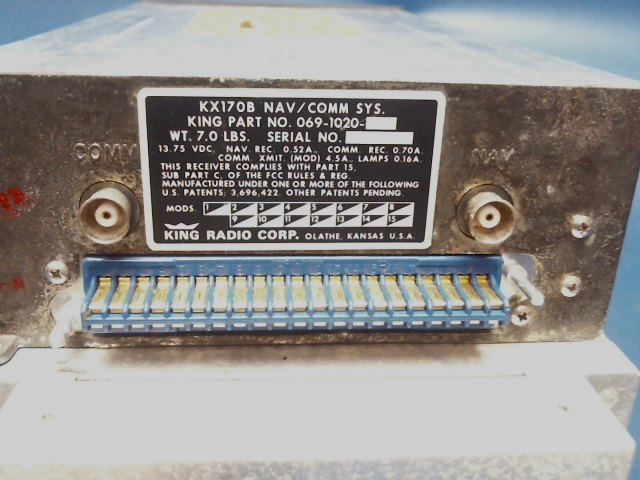 KX170B NAV/COMM SYS.
KING PART NO. 069-1020-
WT. 7.0 LBS. SERIAL NO.
13.75 VDC, NAV. REC. 0.52A., COMM. REC. 0.70A.
COMM. XMIT. (MOD) 4.5A., LAMPS 0.16A.
THIS RECEIVER COMPLIES WITH PART 15,
SUB PART C, OF THE FCC RULES & REG.
MANUFACTURED UNDER ONE OR MORE OF THE FOLLOWING
U.S. PATENTS: 3,696,422. OTHER PATENTS PENDING.
MODS. 1 2 3 4 5 6 7 8
9 10 11 12 13 14 15
KING RADIO CORP. OLATHE, KANSAS U.S.A.
COMM
NAV